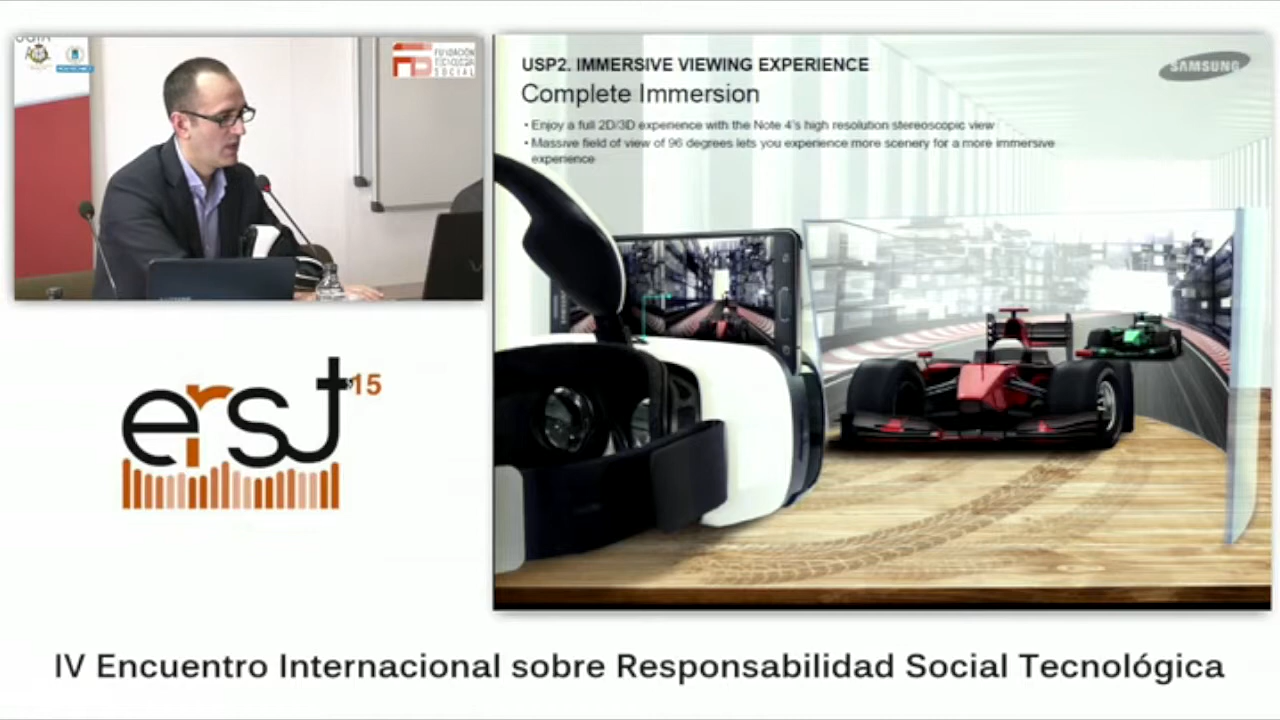 FUNDACIÓN
TECNOLOGÍA
SOCIAL
USP2. IMMERSIVE VIEWING EXPERIENCE
SAMSUNG
Complete Immersion
• Enjoy a full 2D/3D experience with the Note 4's high resolution stereoscopic view
• Massive field of view of 96 degrees lets you experience more scenery for a more immersive
experience
erst'15
IV Encuentro Internacional sobre Responsabilidad Social Tecnológica